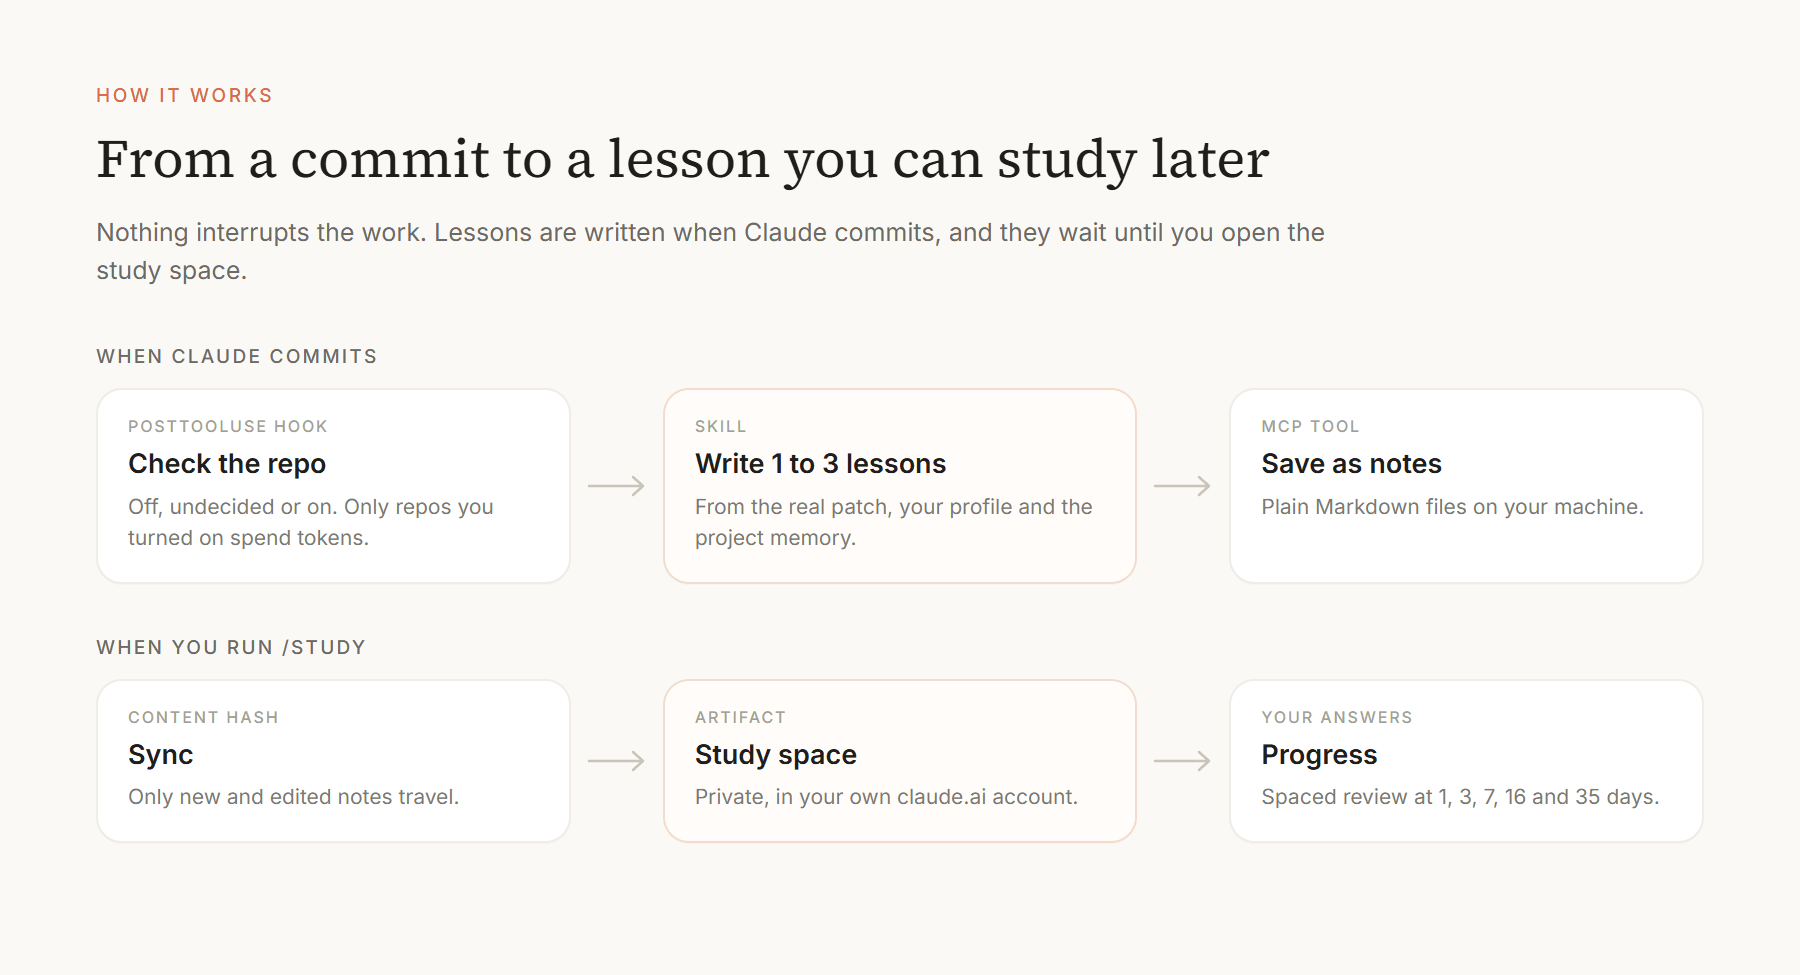 HOW IT WORKS
From a commit to a lesson you can study later
Nothing interrupts the work. Lessons are written when Claude commits, and they wait until you open the
study space.
WHEN CLAUDE COMMITS
POSTTOOLUSE HOOK
Check the repo
Off, undecided or on. Only repos you
turned on spend tokens.
SKILL
Write 1 to 3 lessons
From the real patch, your profile and the
project memory.
MCP TOOL
Save as notes
Plain Markdown files on your machine.
WHEN YOU RUN /STUDY
CONTENT HASH
Sync
Only new and edited notes travel.
ARTIFACT
Study space
Private, in your own claude.ai account.
YOUR ANSWERS
Progress
Spaced review at 1, 3, 7, 16 and 35 days.